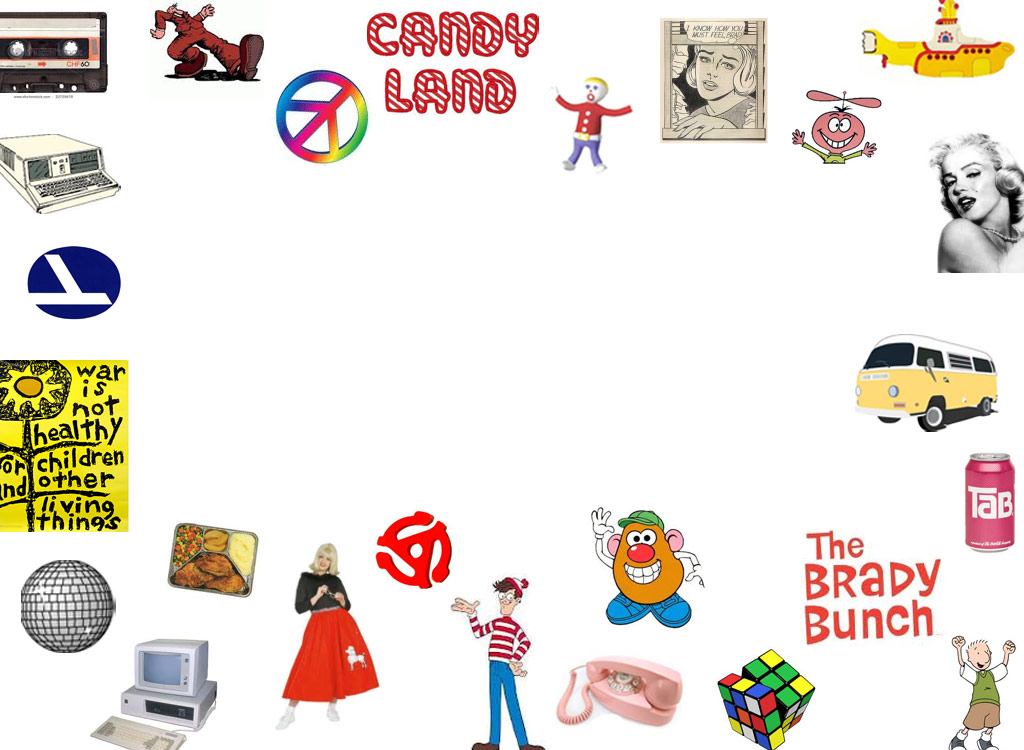 CHF60
CANDY
LAND
I KNOW HOW YOU
MUST FEEL, BRAD...
war
is
not
healthy
for children
and other
living
things
TaB
The
BRADY
BUNCH